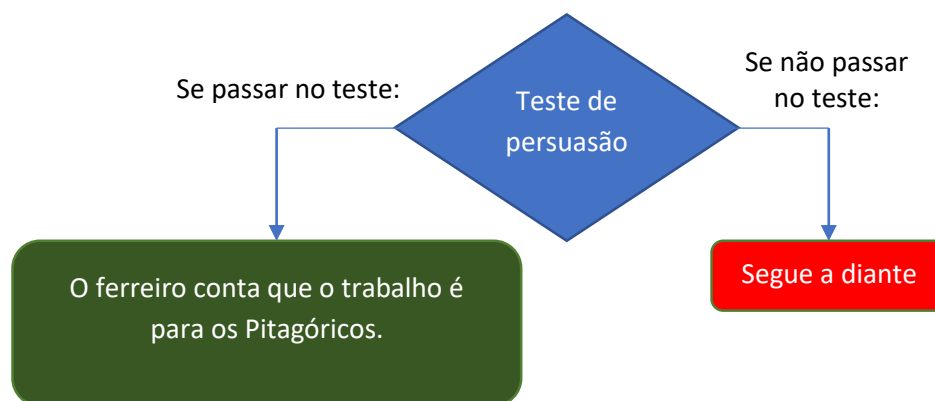 Se passar no teste:
Teste de
persuasão
Se não passar
no teste:
O ferreiro conta que o trabalho é
para os Pitagóricos.
Segue a diante